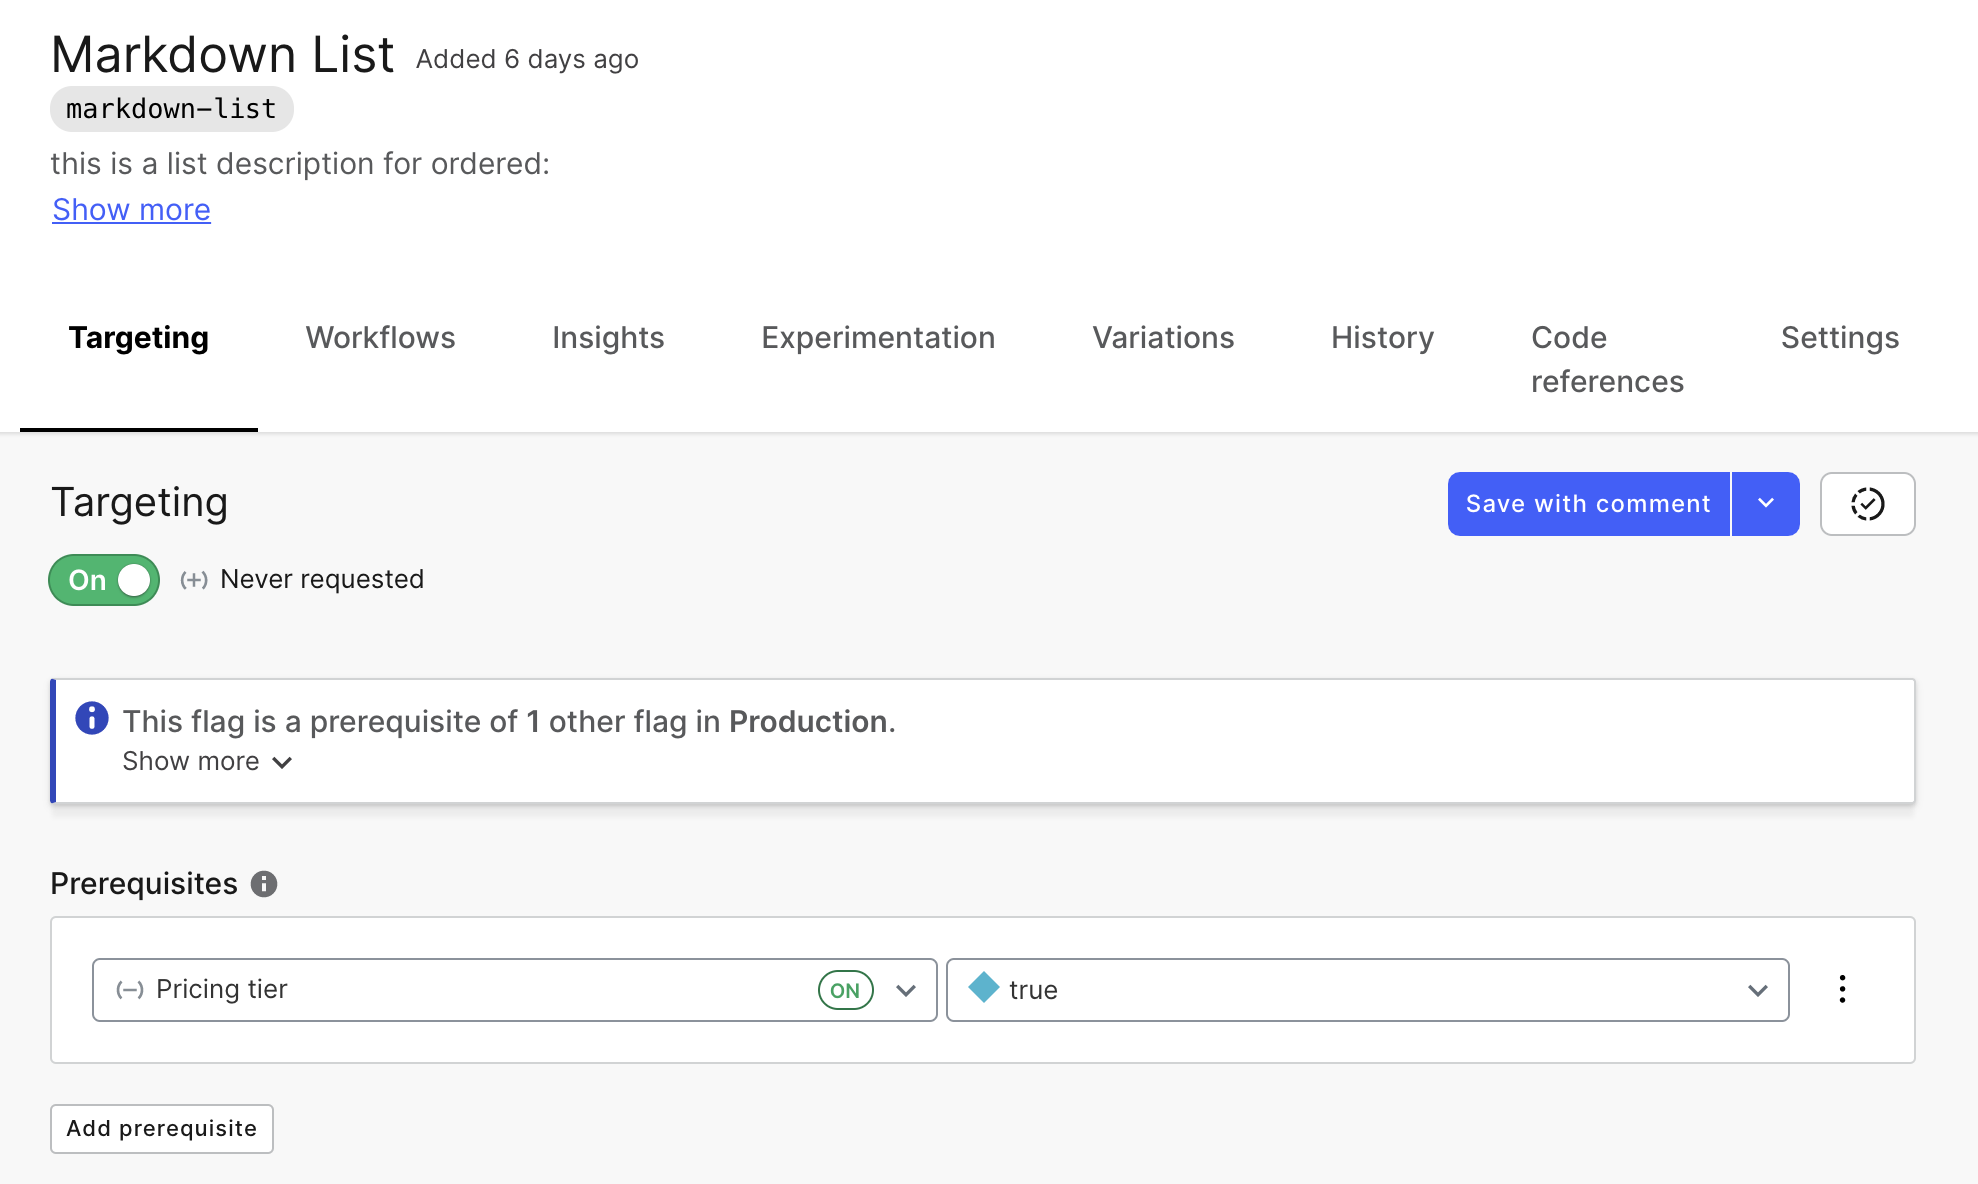 Markdown List Added 6 days ago
markdown-list
this is a list description for ordered:
Show more
Targeting Workflows Insights Experimentation Variations History Code references Settings
Targeting Save with comment
On (+) Never requested
This flag is a prerequisite of 1 other flag in Production.
Show more
Prerequisites
(−) Pricing tier ON true
Add prerequisite